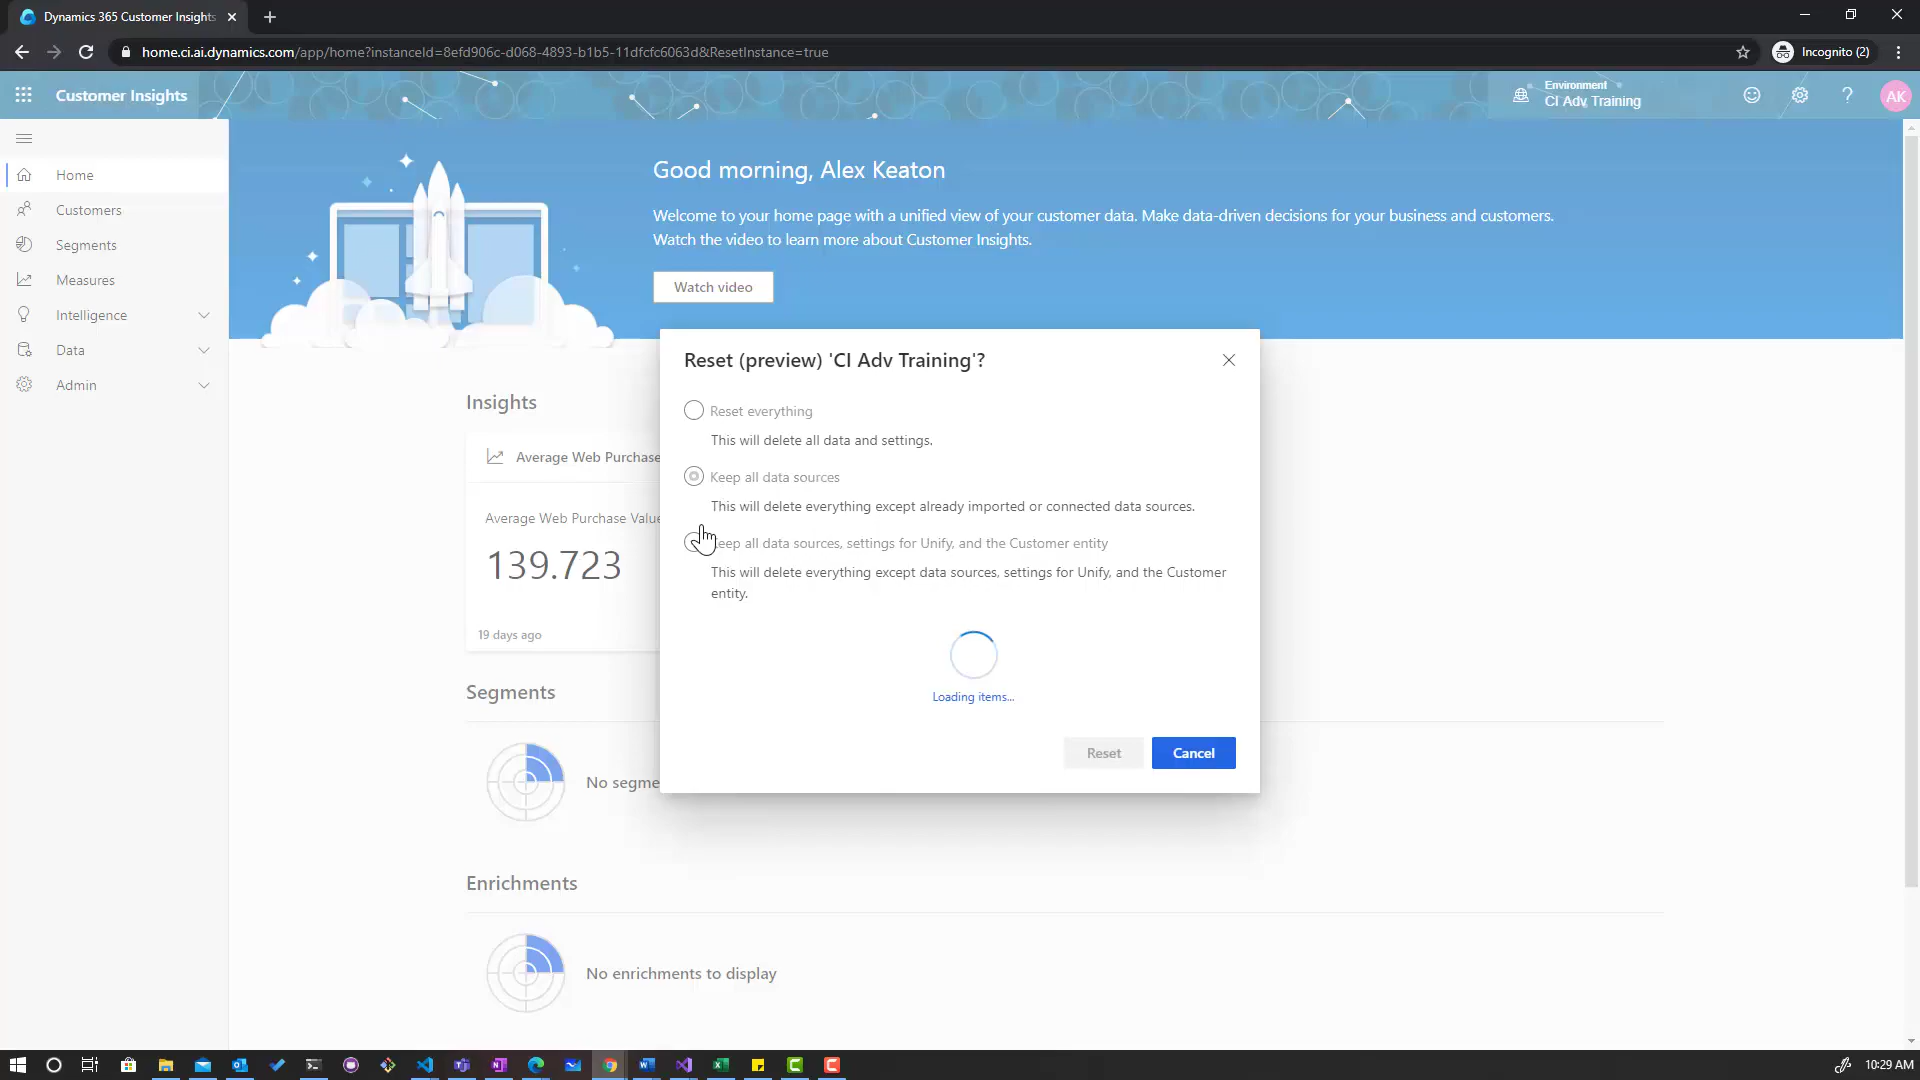 Dynamics 365 Customer Insights
home.ci.ai.dynamics.com/app/home?instanceId=8efd906c-d068-4893-b1b5-11dfcfc6063d&ResetInstance=true
Incognito (2)
Customer Insights
Environment
CI Adv Training
?
AK
Home
Customers
Segments
Measures
Intelligence
Data
Admin
Good morning, Alex Keaton
Welcome to your home page with a unified view of your customer data. Make data-driven decisions for your business and customers.
Watch the video to learn more about Customer Insights.
Watch video
Insights
Average Web Purchase
Average Web Purchase Value
139.723
19 days ago
Segments
No segme
Enrichments
No enrichments to display
Reset (preview) 'CI Adv Training'?
Reset everything
This will delete all data and settings.
Keep all data sources
This will delete everything except already imported or connected data sources.
eep all data sources, settings for Unify, and the Customer entity
This will delete everything except data sources, settings for Unify, and the Customer
entity.
Loading items...
Reset
Cancel
10:29 AM